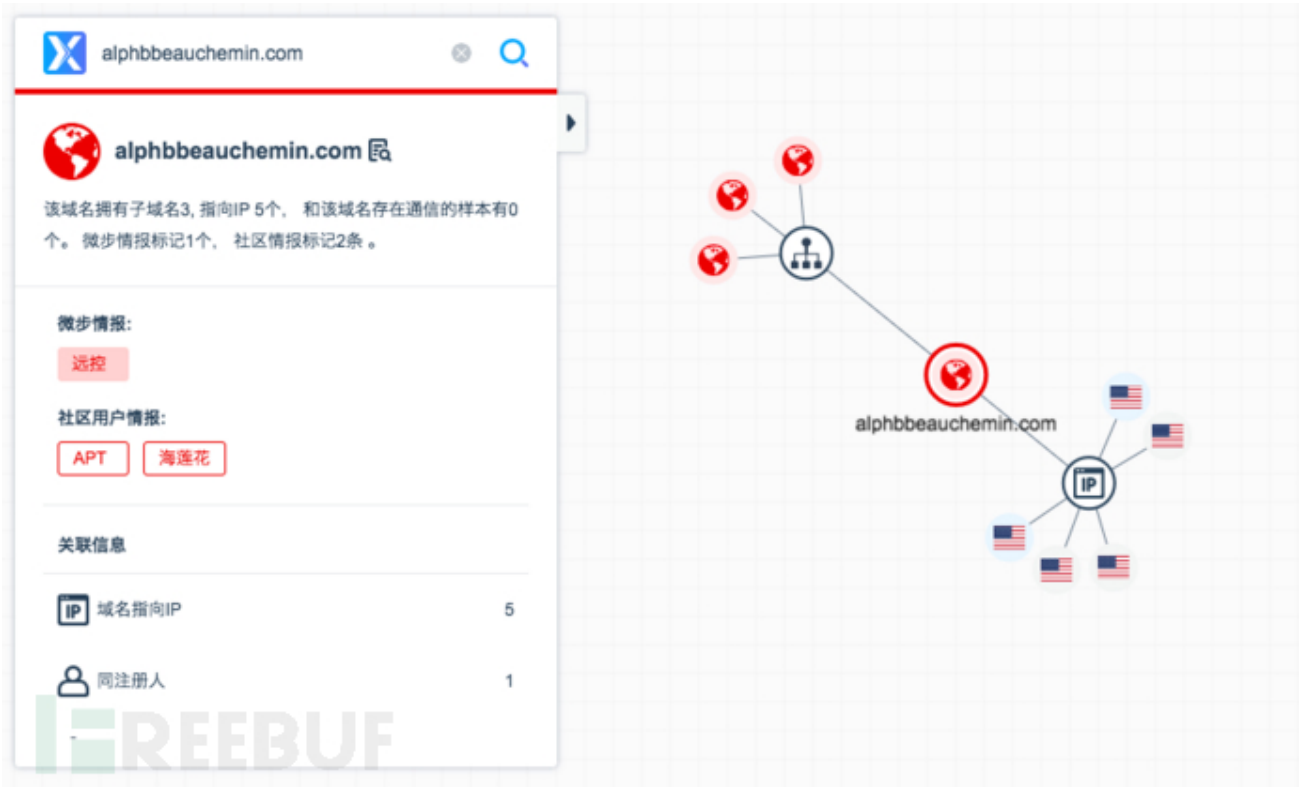 alphbbeauchemin.com
alphbbeauchemin.com
该域名拥有子域名3, 指向IP 5个, 和该域名存在通信的样本有0
个。 微步情报标记1个, 社区情报标记2条 。
微步情报:
远控
社区用户情报:
APT 海莲花
关联信息
IP 域名指向IP 5
同注册人 1
-
FREEBUF
alphbbeauchemin.com
IP